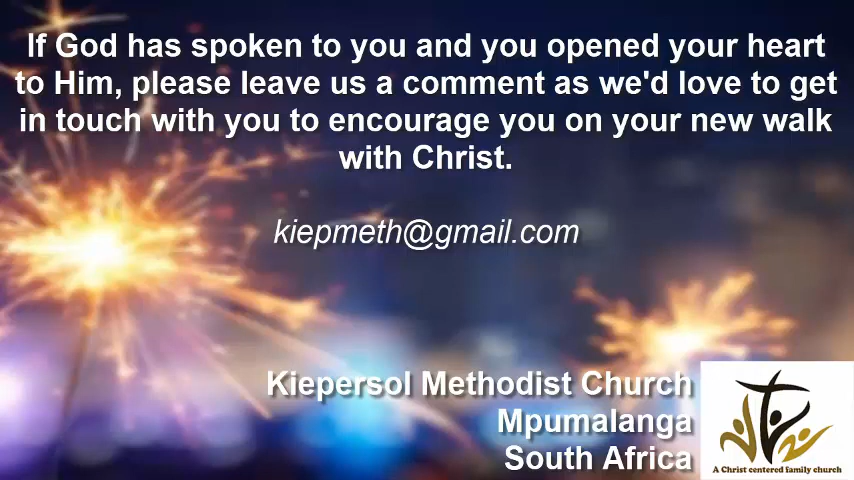 If God has spoken to you and you opened your heart
to Him, please leave us a comment as we'd love to get
in touch with you to encourage you on your new walk
with Christ.
kiepmeth@gmail.com
Kiepersol Methodist Church
Mpumalanga
South Africa
A Christ centered family church